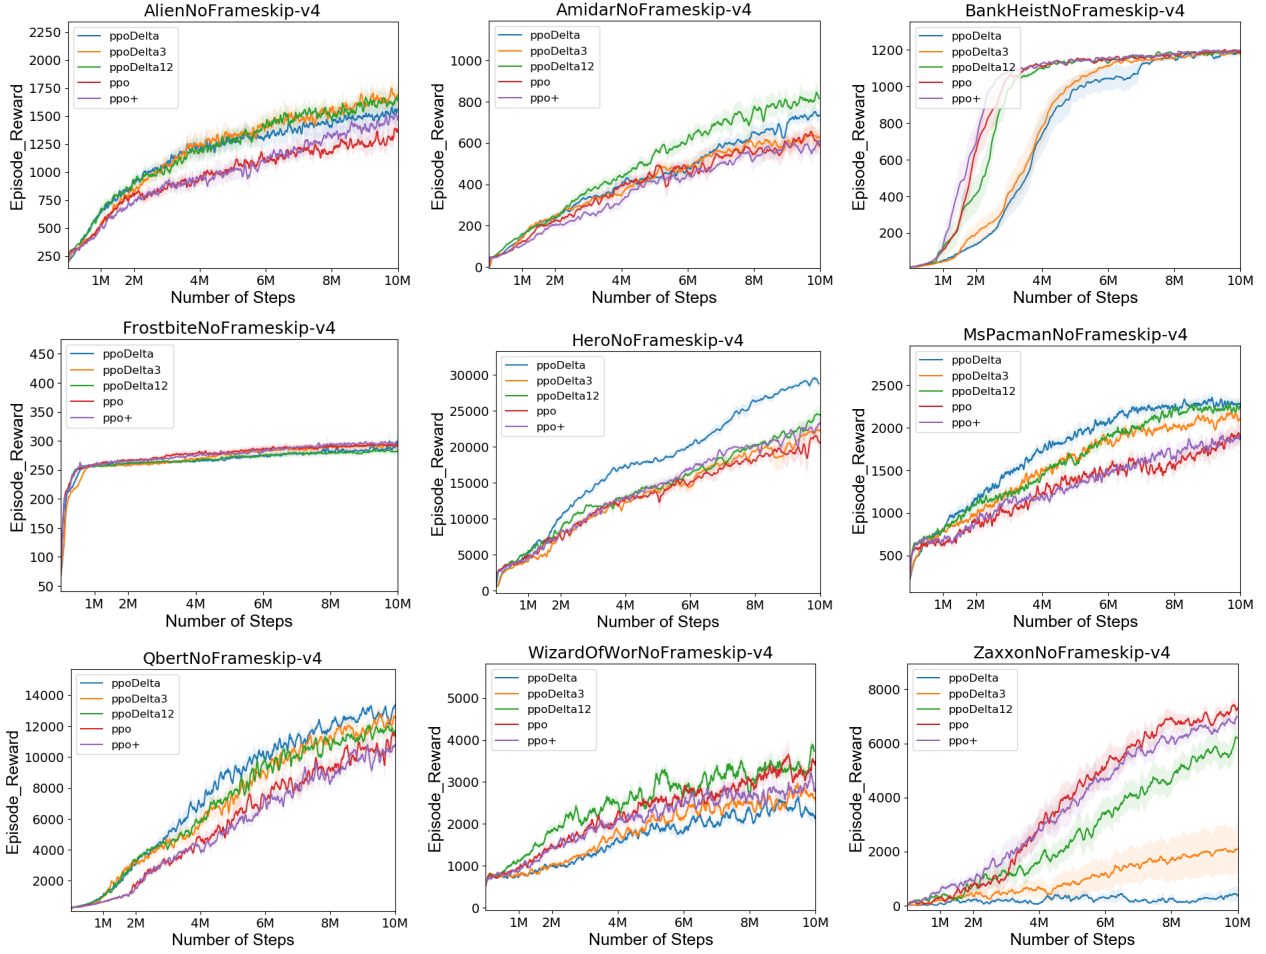 AlienNoFrameskip-v4
2250
2000
1750
1500
1250
1000
750
500
250
Episode_Reward
ppoDelta
ppoDelta3
ppoDelta12
ppo
ppo+
1M 2M 4M 6M 8M 10M
Number of Steps
AmidarNoFrameskip-v4
1000
800
600
400
200
0
Episode_Reward
ppoDelta
ppoDelta3
ppoDelta12
ppo
ppo+
1M 2M 4M 6M 8M 10M
Number of Steps
BankHeistNoFrameskip-v4
1200
1000
800
600
400
200
Episode_Reward
ppoDelta
ppoDelta3
ppoDelta12
ppo
ppo+
1M 2M 4M 6M 8M 10M
Number of Steps
FrostbiteNoFrameskip-v4
450
400
350
300
250
200
150
100
50
Episode_Reward
ppoDelta
ppoDelta3
ppoDelta12
ppo
ppo+
1M 2M 4M 6M 8M 10M
Number of Steps
HeroNoFrameskip-v4
30000
25000
20000
15000
10000
5000
0
Episode_Reward
ppoDelta
ppoDelta3
ppoDelta12
ppo
ppo+
1M 2M 4M 6M 8M 10M
Number of Steps
MsPacmanNoFrameskip-v4
2500
2000
1500
1000
500
Episode_Reward
ppoDelta
ppoDelta3
ppoDelta12
ppo
ppo+
1M 2M 4M 6M 8M 10M
Number of Steps
QbertNoFrameskip-v4
14000
12000
10000
8000
6000
4000
2000
Episode_Reward
ppoDelta
ppoDelta3
ppoDelta12
ppo
ppo+
1M 2M 4M 6M 8M 10M
Number of Steps
WizardOfWorNoFrameskip-v4
5000
4000
3000
2000
1000
0
Episode_Reward
ppoDelta
ppoDelta3
ppoDelta12
ppo
ppo+
1M 2M 4M 6M 8M 10M
Number of Steps
ZaxxonNoFrameskip-v4
8000
6000
4000
2000
0
Episode_Reward
ppoDelta
ppoDelta3
ppoDelta12
ppo
ppo+
1M 2M 4M 6M 8M 10M
Number of Steps